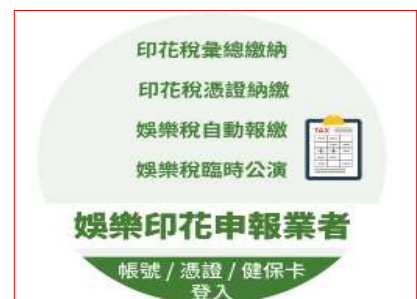 印花稅彙總繳納
印花稅憑證納繳
娛樂稅自動報繳
TAX
娛樂稅臨時公演
娛樂印花申報業者
帳號 / 憑證 / 健保卡
登入